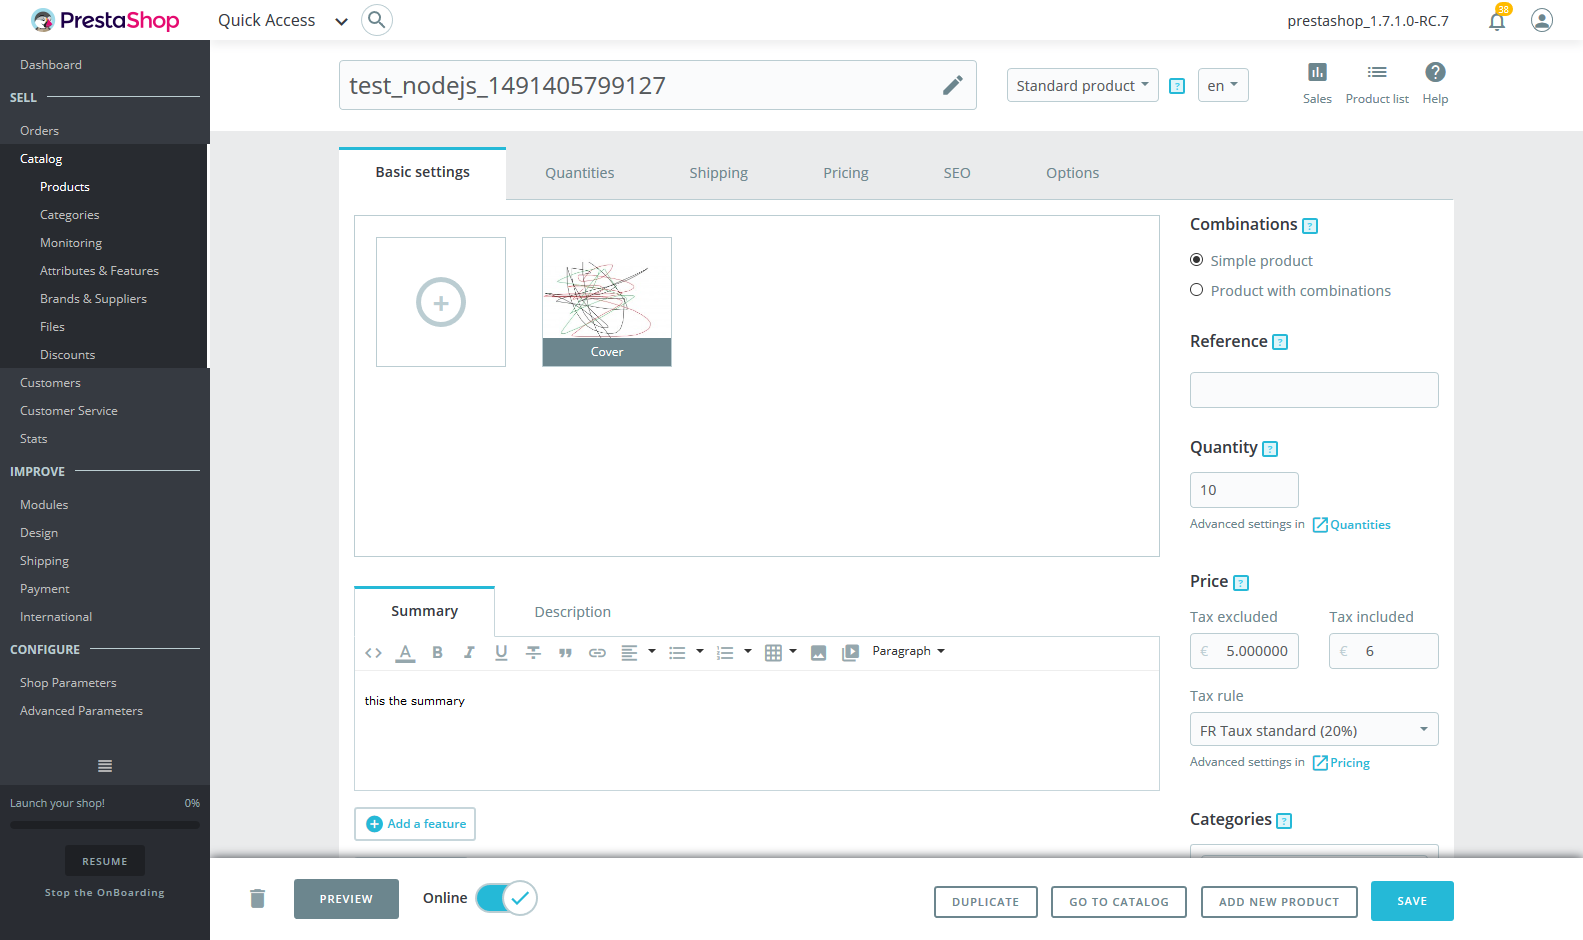 PrestaShop
Quick Access
prestashop_1.7.1.0-RC.7
38
Dashboard
SELL
Orders
Catalog
Products
Categories
Monitoring
Attributes & Features
Brands & Suppliers
Files
Discounts
Customers
Customer Service
Stats
IMPROVE
Modules
Design
Shipping
Payment
International
CONFIGURE
Shop Parameters
Advanced Parameters
Launch your shop! 0%
RESUME
Stop the OnBoarding
test_nodejs_1491405799127
Standard product
?
en
Sales
Product list
? Help
Basic settings
Quantities
Shipping
Pricing
SEO
Options
Cover
Summary
Description
A B I U
Paragraph
this the summary
Add a feature
Combinations ?
Simple product
Product with combinations
Reference ?
Quantity ?
10
Advanced settings in Quantities
Price ?
Tax excluded Tax included
€ 5.000000 € 6
Tax rule
FR Taux standard (20%)
Advanced settings in Pricing
Categories ?
PREVIEW
Online
DUPLICATE
GO TO CATALOG
ADD NEW PRODUCT
SAVE